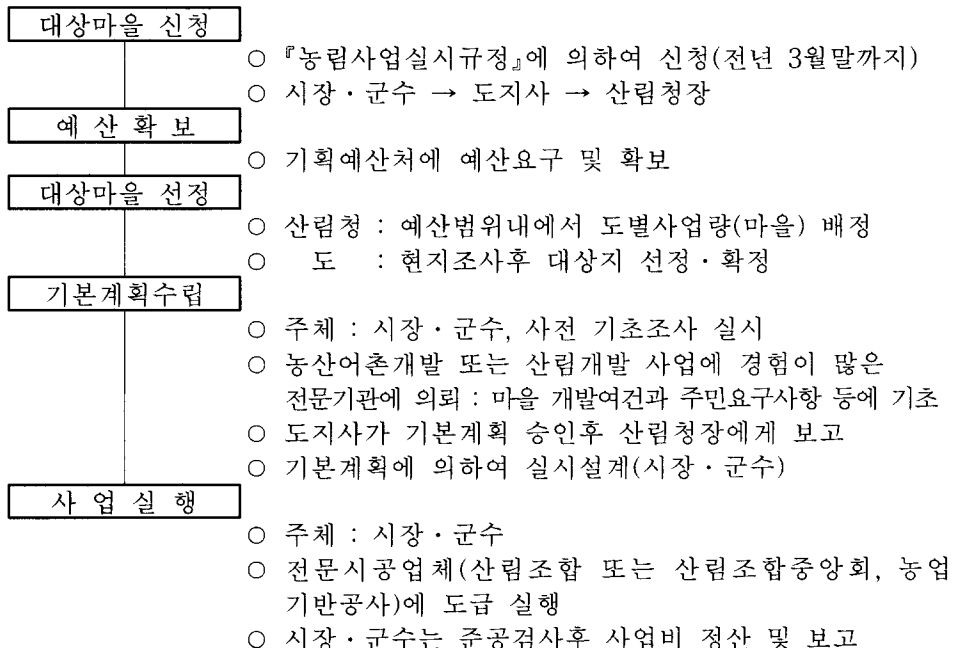 대상마을 신청
○ 『농림사업실시규정』에 의하여 신청(전년 3월말까지)
○ 시장·군수 → 도지사 → 산림청장
예 산 확 보
○ 기획예산처에 예산요구 및 확보
대상마을 선정
○ 산림청 : 예산범위내에서 도별사업량(마을) 배정
○ 도 : 현지조사후 대상지 선정·확정
기본계획수립
○ 주체 : 시장·군수, 사전 기초조사 실시
○ 농산어촌개발 또는 산림개발 사업에 경험이 많은
전문기관에 의뢰 : 마을 개발여건과 주민요구사항 등에 기초
○ 도지사가 기본계획 승인후 산림청장에게 보고
○ 기본계획에 의하여 실시설계(시장·군수)
사 업 실 행
○ 주체 : 시장·군수
○ 전문시공업체(산림조합 또는 산림조합중앙회, 농업
기반공사)에 도급 실행
○ 시장·군수는 준공검사후 사업비 정산 및 보고